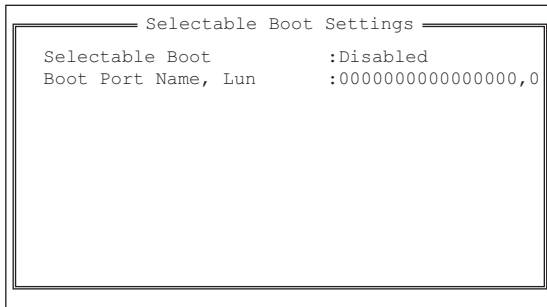 Selectable Boot Settings
Selectable Boot :Disabled
Boot Port Name, Lun :0000000000000000,0